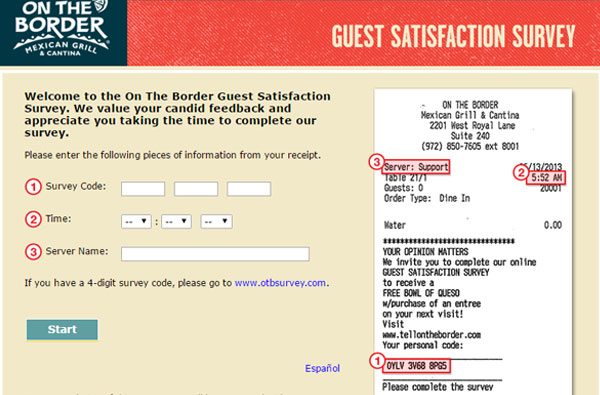 ON THE
BORDER
MEXICAN GRILL
& CANTINA
GUEST SATISFACTION SURVEY
Welcome to the On The Border Guest Satisfaction
Survey. We value your candid feedback and
appreciate you taking the time to complete our
survey.
Please enter the following pieces of information from your receipt.
1 Survey Code:
2 Time: -- : -- --
3 Server Name:
If you have a 4-digit survey code, please go to www.otbsurvey.com.
Start
Español
ON THE BORDER
Mexican Grill & Cantina
2201 West Royal Lane
Suite 240
(972) 850-7605 ext 8001
3 Server: Support
5/13/2013
Table 21/1
2 5:52 AM
Guests: 0
20001
Order Type: Dine In
Water 0.00
******************************
YOUR OPINION MATTERS
We invite you to complete our online
GUEST SATISFACTION SURVEY
to receive a
FREE BOWL OF QUESO
w/purchase of an entree
on your next visit!
Visit
www.tellontheborder.com
Your personal code:
1 0YLV 3V68 8PG5
Please complete the survey